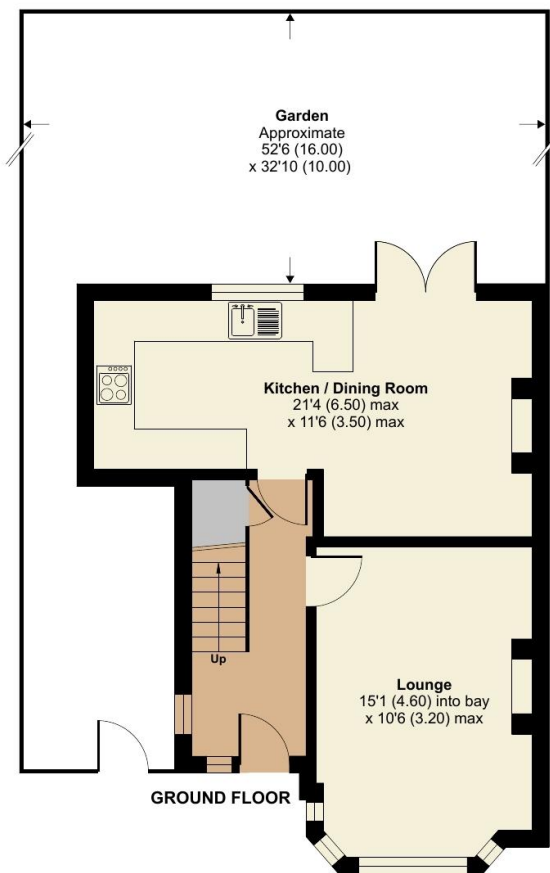 Garden
Approximate
52'6 (16.00)
x 32'10 (10.00)
Kitchen / Dining Room
21'4 (6.50) max
x 11'6 (3.50) max
Up
Lounge
15'1 (4.60) into bay
x 10'6 (3.20) max
GROUND FLOOR